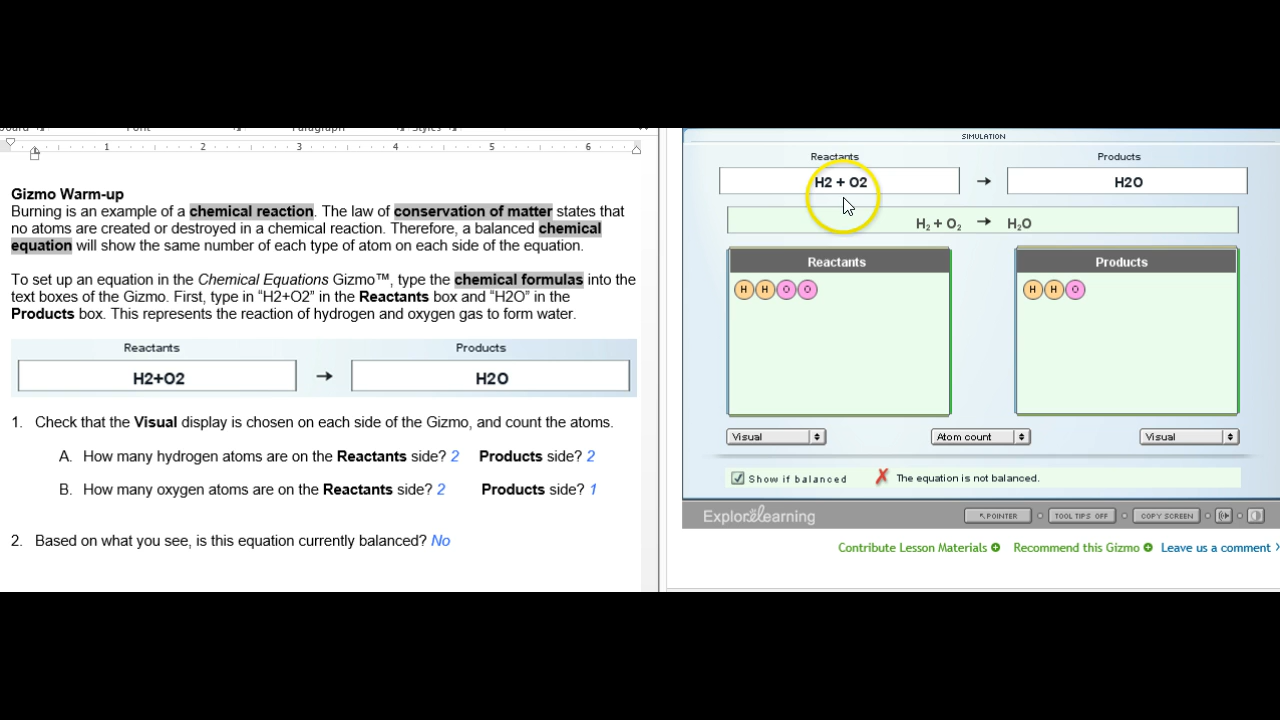 oard
Font
Paragraph
Styles
1 2 3 4 5 6
Gizmo Warm-up
Burning is an example of a chemical reaction. The law of conservation of matter states that
no atoms are created or destroyed in a chemical reaction. Therefore, a balanced chemical
equation will show the same number of each type of atom on each side of the equation.
To set up an equation in the Chemical Equations Gizmo™, type the chemical formulas into the
text boxes of the Gizmo. First, type in “H2+O2” in the Reactants box and “H2O” in the
Products box. This represents the reaction of hydrogen and oxygen gas to form water.
Reactants Products
H2+O2 → H2O
1. Check that the Visual display is chosen on each side of the Gizmo, and count the atoms.
A. How many hydrogen atoms are on the Reactants side? 2 Products side? 2
B. How many oxygen atoms are on the Reactants side? 2 Products side? 1
2. Based on what you see, is this equation currently balanced? No
SIMULATION
Reactants Products
H2 + O2 → H2O
H₂ + O₂ → H₂O
Reactants Products
H H O O H H O
Visual Atom count Visual
Show if balanced ✗ The equation is not balanced.
ExploreLearning POINTER TOOL TIPS OFF COPY SCREEN
Contribute Lesson Materials Recommend this Gizmo Leave us a comment